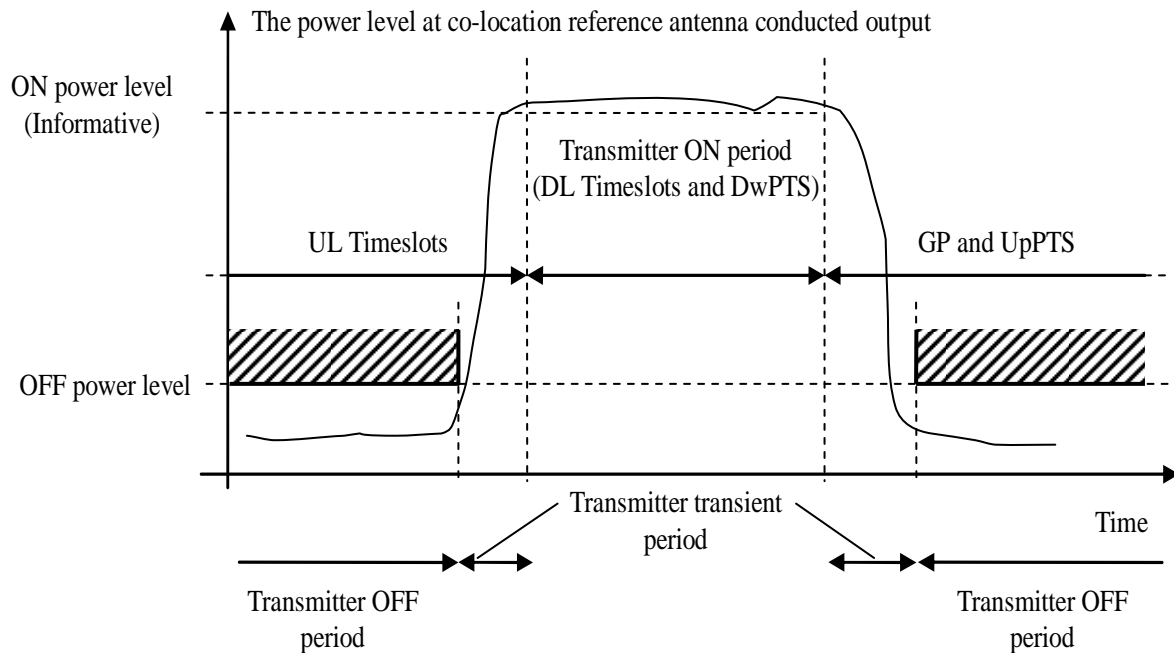 The power level at co-location reference antenna conducted output
ON power level
(Informative)
Transmitter ON period
(DL Timeslots and DwPTS)
UL Timeslots
GP and UpPTS
OFF power level
Transmitter transient
period
Time
Transmitter OFF
period
Transmitter OFF
period